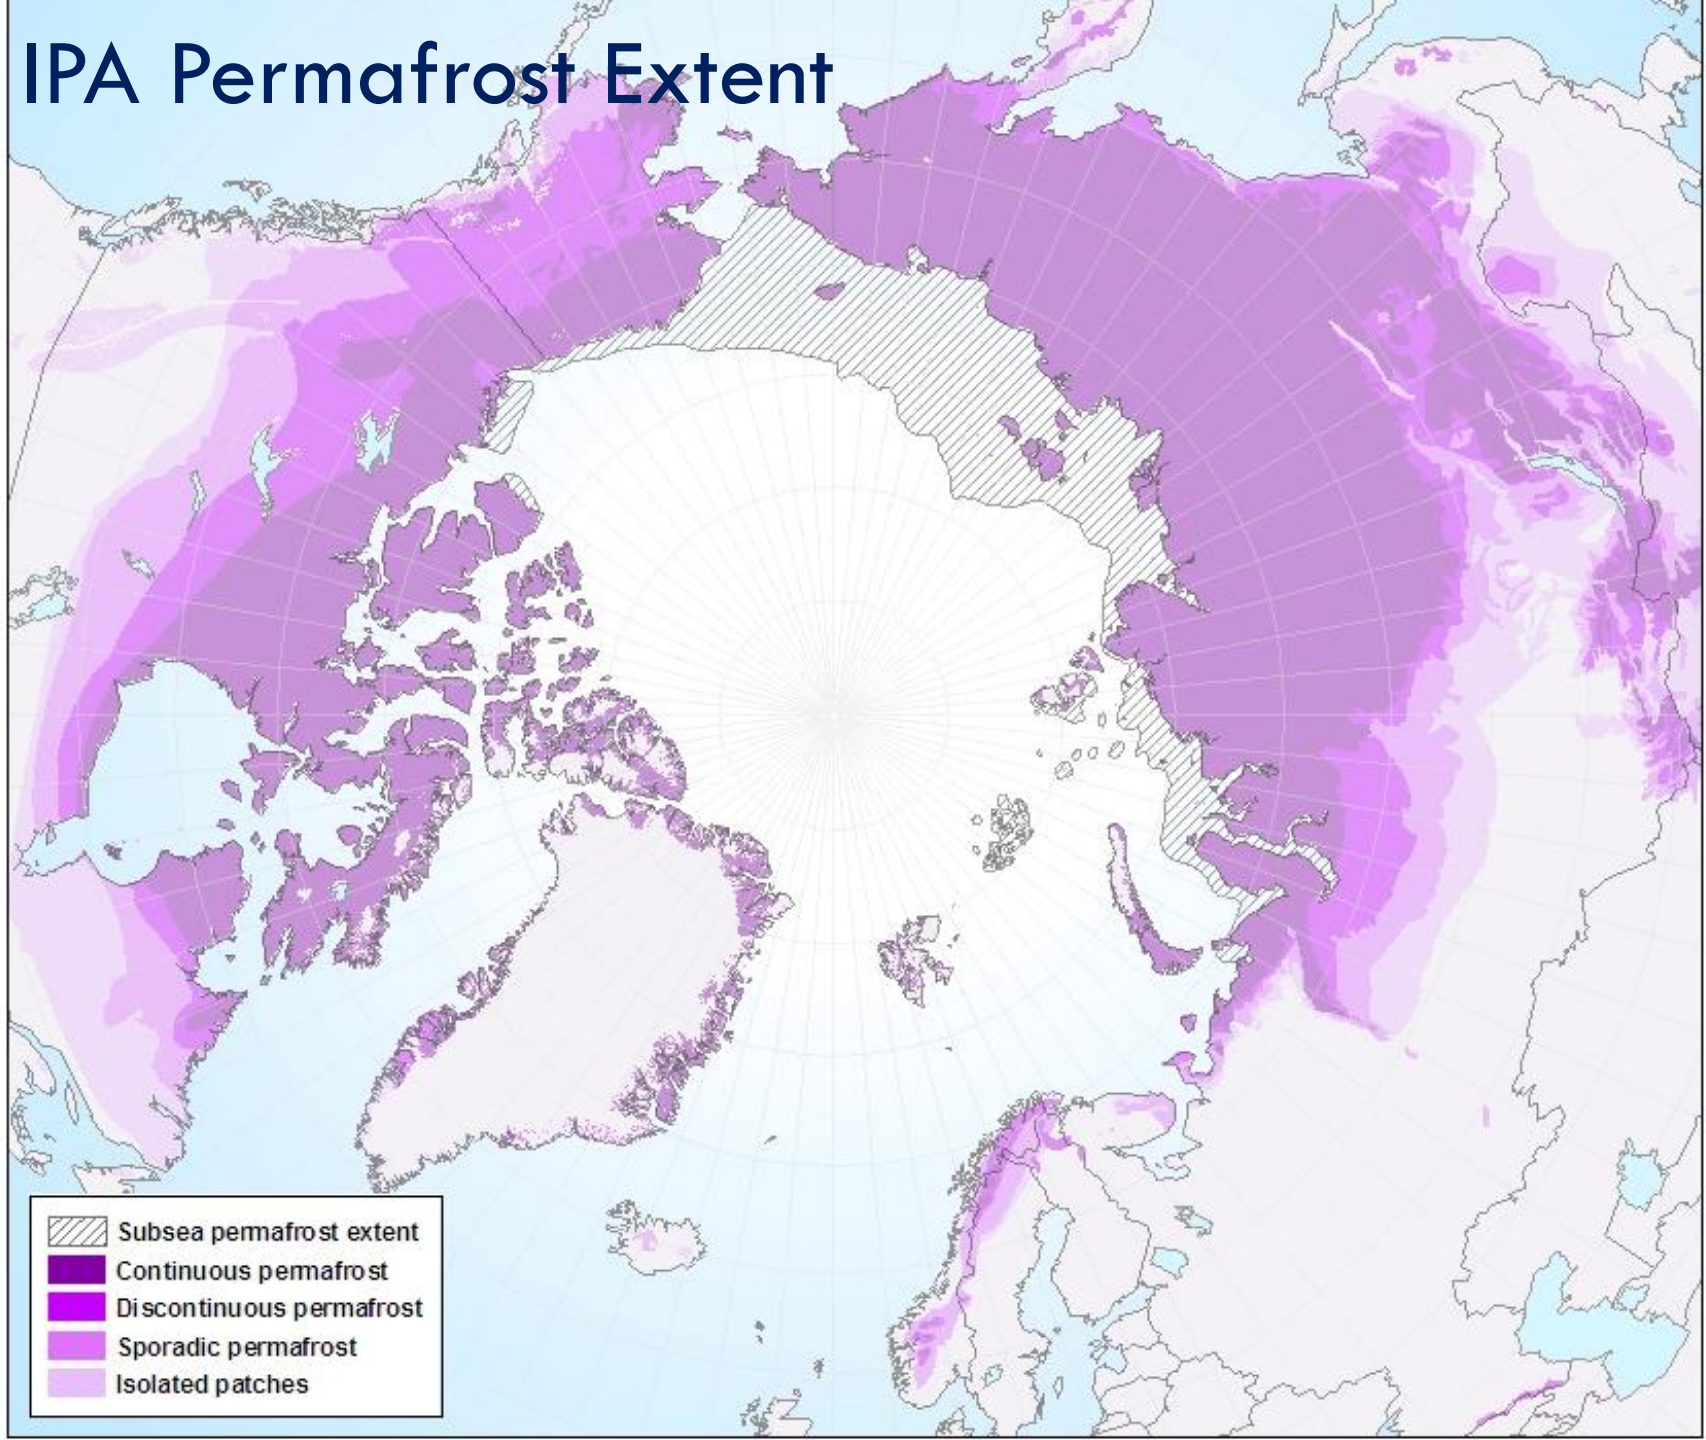 IPA Permafrost Extent
Subsea permafrost extent
Continuous permafrost
Discontinuous permafrost
Sporadic permafrost
Isolated patches